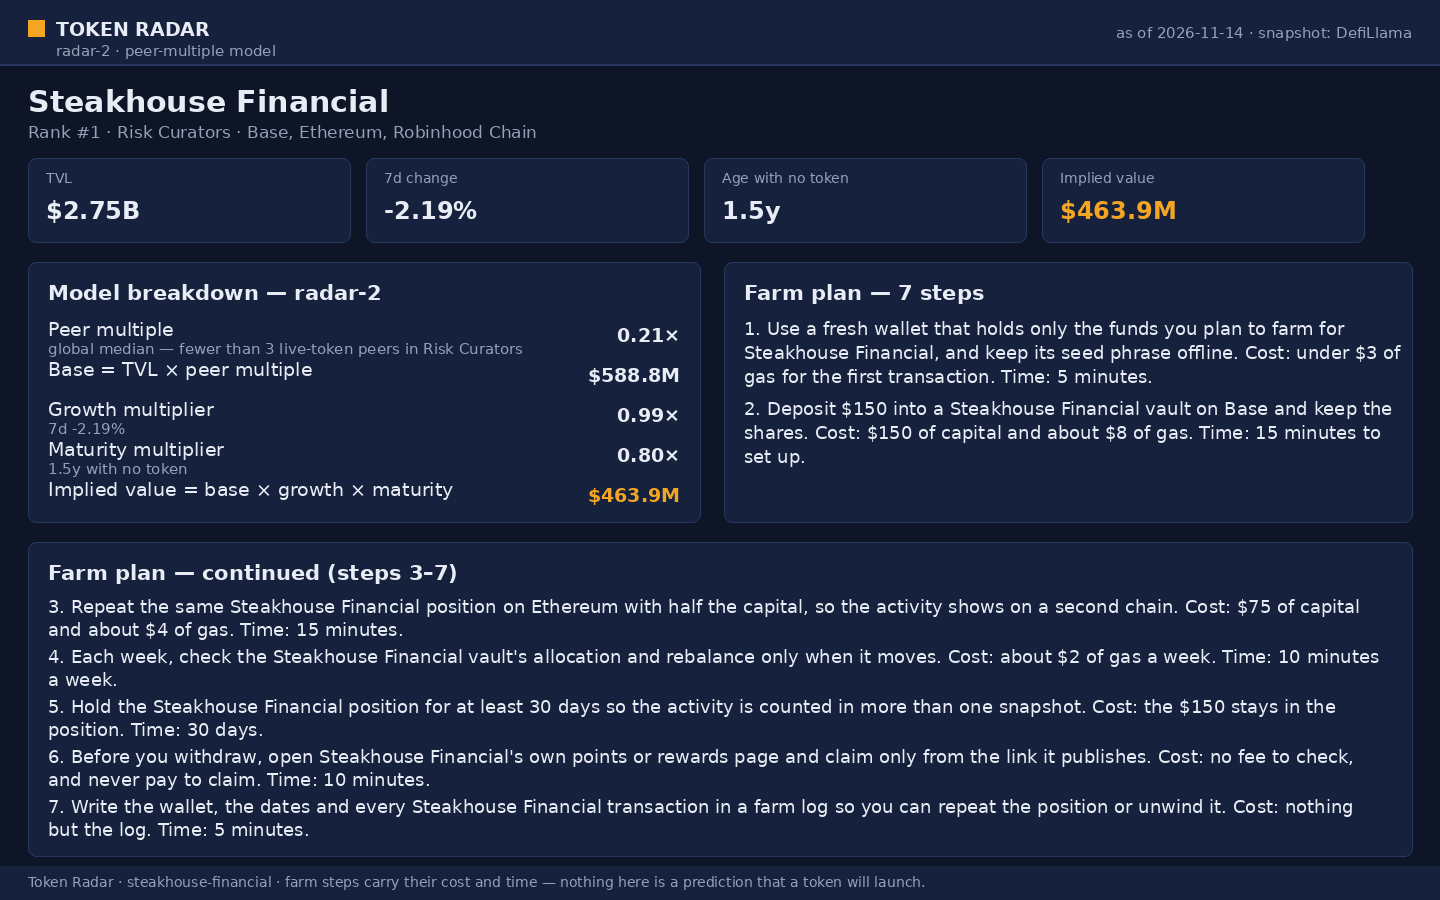 TOKEN RADAR
radar-2 · peer-multiple model
as of 2026-11-14 · snapshot: DefiLlama
Steakhouse Financial
Rank #1 · Risk Curators · Base, Ethereum, Robinhood Chain
TVL
$2.75B
7d change
-2.19%
Age with no token
1.5y
Implied value
$463.9M
Model breakdown — radar-2
Peer multiple
0.21×
global median — fewer than 3 live-token peers in Risk Curators
Base = TVL × peer multiple
$588.8M
Growth multiplier
0.99×
7d -2.19%
Maturity multiplier
0.80×
1.5y with no token
Implied value = base × growth × maturity
$463.9M
Farm plan — 7 steps
1. Use a fresh wallet that holds only the funds you plan to farm for
Steakhouse Financial, and keep its seed phrase offline. Cost: under $3 of
gas for the first transaction. Time: 5 minutes.
2. Deposit $150 into a Steakhouse Financial vault on Base and keep the
shares. Cost: $150 of capital and about $8 of gas. Time: 15 minutes to
set up.
Farm plan — continued (steps 3–7)
3. Repeat the same Steakhouse Financial position on Ethereum with half the capital, so the activity shows on a second chain. Cost: $75 of capital
and about $4 of gas. Time: 15 minutes.
4. Each week, check the Steakhouse Financial vault's allocation and rebalance only when it moves. Cost: about $2 of gas a week. Time: 10 minutes
a week.
5. Hold the Steakhouse Financial position for at least 30 days so the activity is counted in more than one snapshot. Cost: the $150 stays in the
position. Time: 30 days.
6. Before you withdraw, open Steakhouse Financial's own points or rewards page and claim only from the link it publishes. Cost: no fee to check,
and never pay to claim. Time: 10 minutes.
7. Write the wallet, the dates and every Steakhouse Financial transaction in a farm log so you can repeat the position or unwind it. Cost: nothing
but the log. Time: 5 minutes.
Token Radar · steakhouse-financial · farm steps carry their cost and time — nothing here is a prediction that a token will launch.